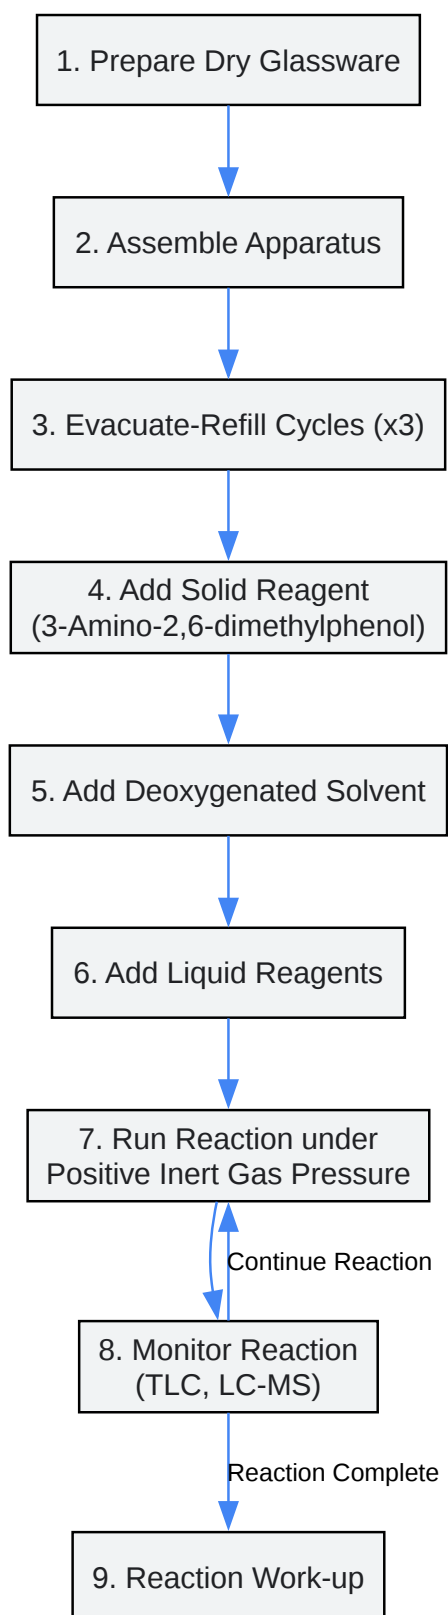 1. Prepare Dry Glassware
2. Assemble Apparatus
3. Evacuate-Refill Cycles (x3)
4. Add Solid Reagent
(3-Amino-2,6-dimethylphenol)
5. Add Deoxygenated Solvent
6. Add Liquid Reagents
7. Run Reaction under
Positive Inert Gas Pressure
Continue Reaction
8. Monitor Reaction
(TLC, LC-MS)
Reaction Complete
9. Reaction Work-up